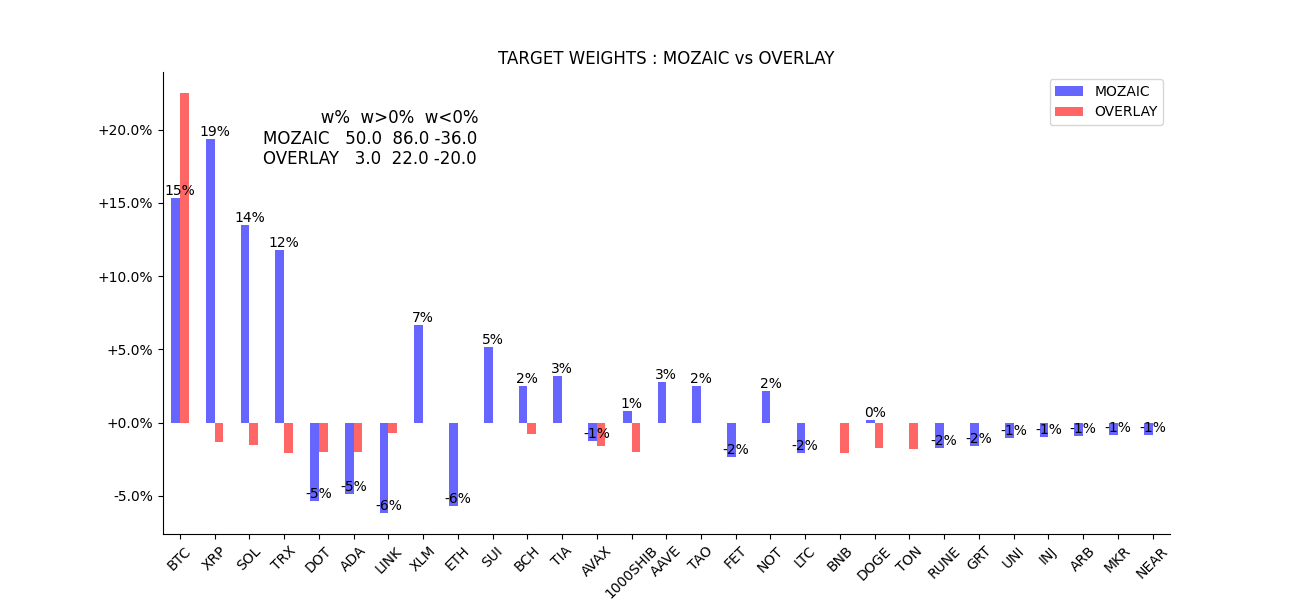 TARGET WEIGHTS : MOZAIC vs OVERLAY
MOZAIC
OVERLAY
w% w>0% w<0%
MOZAIC 50.0 86.0 -36.0
OVERLAY 3.0 22.0 -20.0
+20.0%
+15.0%
+10.0%
+5.0%
+0.0%
-5.0%
15%
19%
14%
12%
-5%
-5%
-6%
7%
-6%
5%
2%
3%
-1%
1%
3%
2%
-2%
2%
-2%
0%
-2%
-2%
-1%
-1%
-1%
-1%
-1%
BTC
XRP
SOL
TRX
DOT
ADA
LINK
XLM
ETH
SUI
BCH
TIA
AVAX
1000SHIB
AAVE
TAO
FET
NOT
LTC
BNB
DOGE
TON
RUNE
GRT
UNI
INJ
ARB
MKR
NEAR